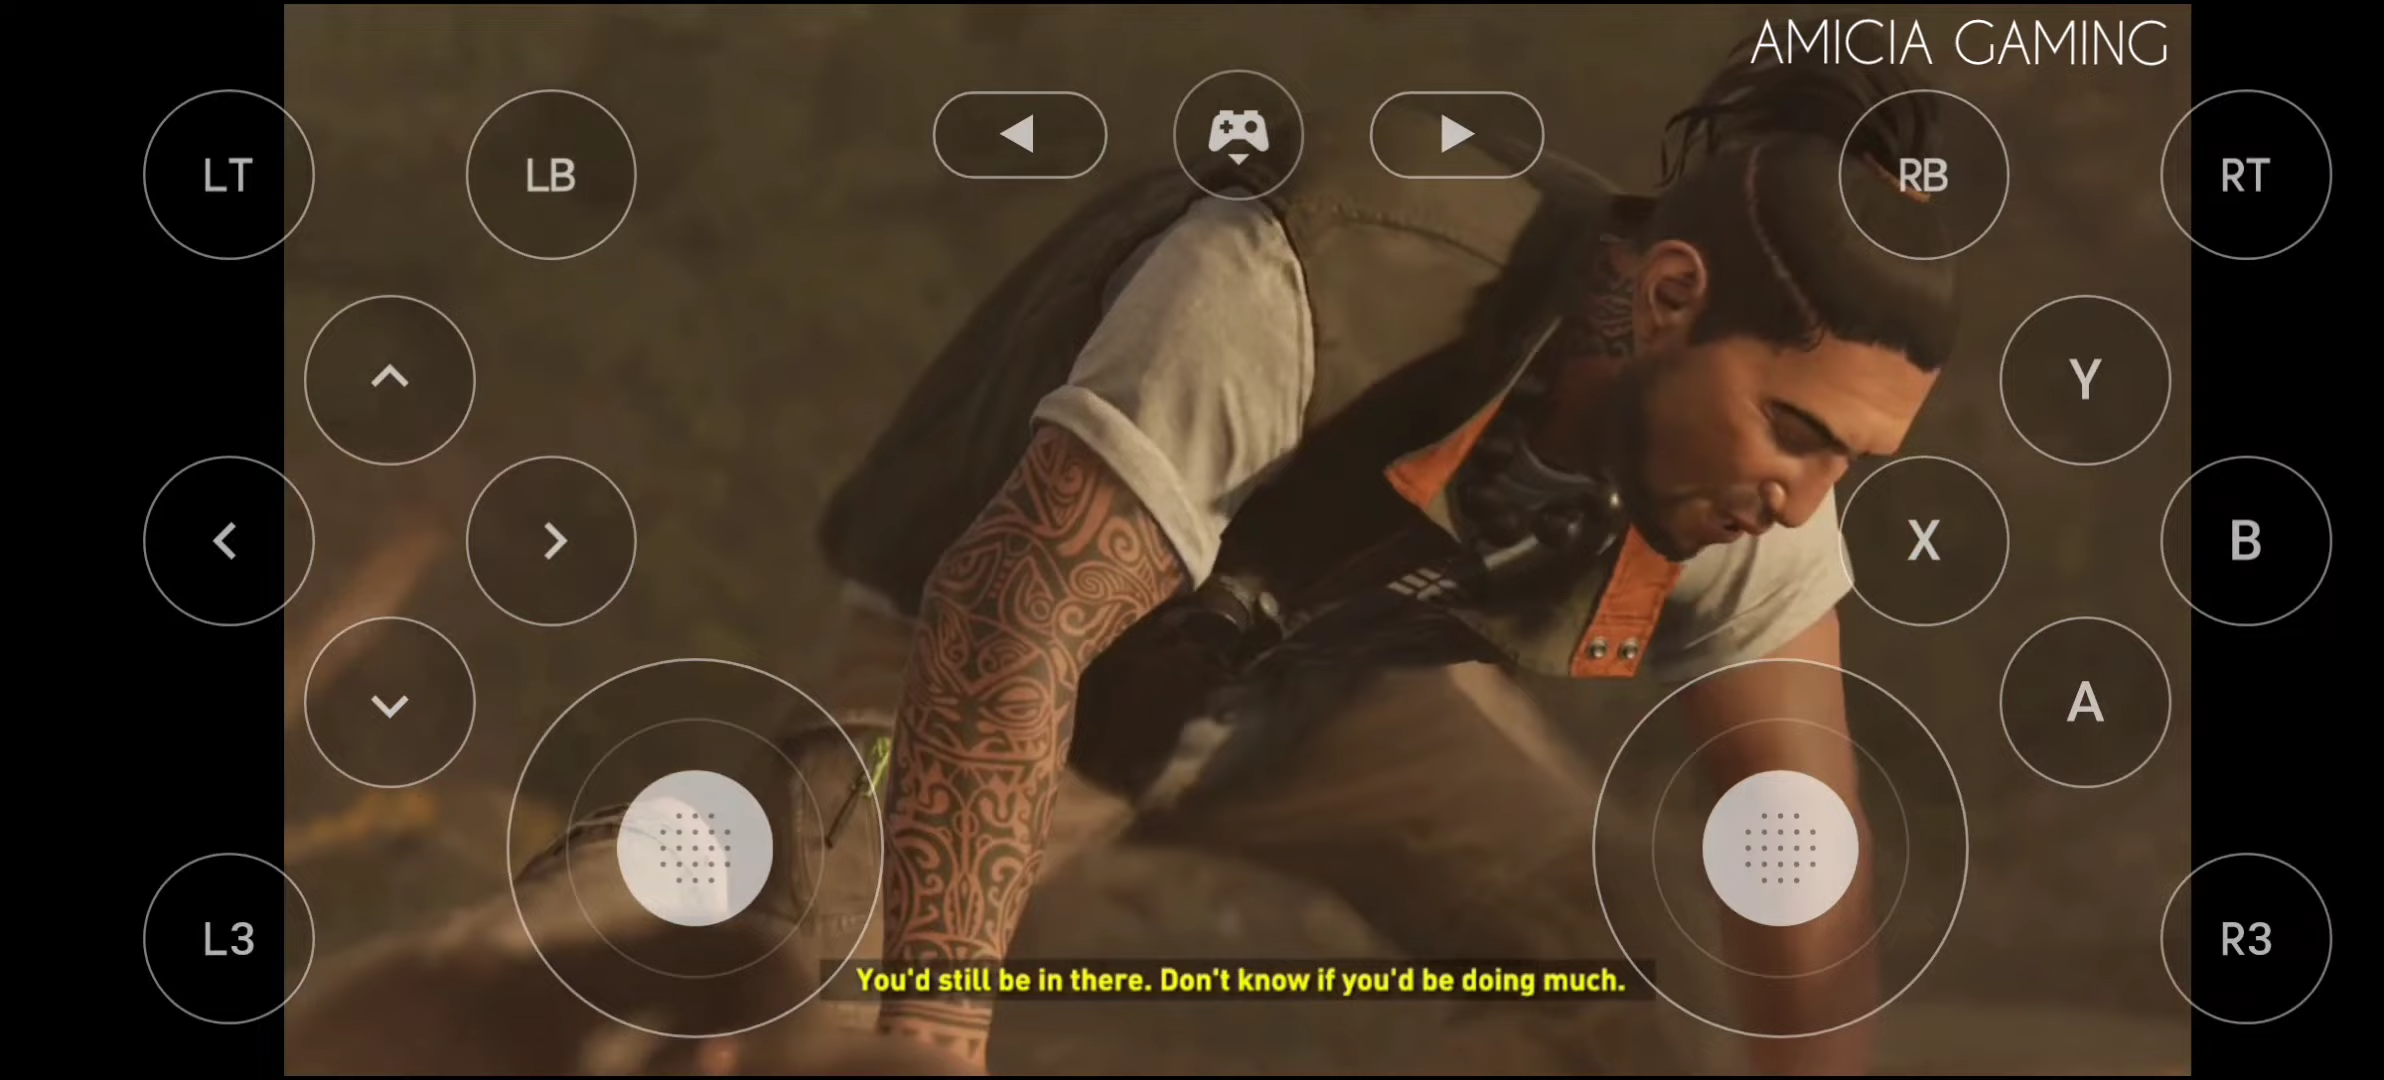 AMICIA GAMING
LT
LB
RB
RT
Y
X
B
A
L3
R3
You'd still be in there. Don't know if you'd be doing much.